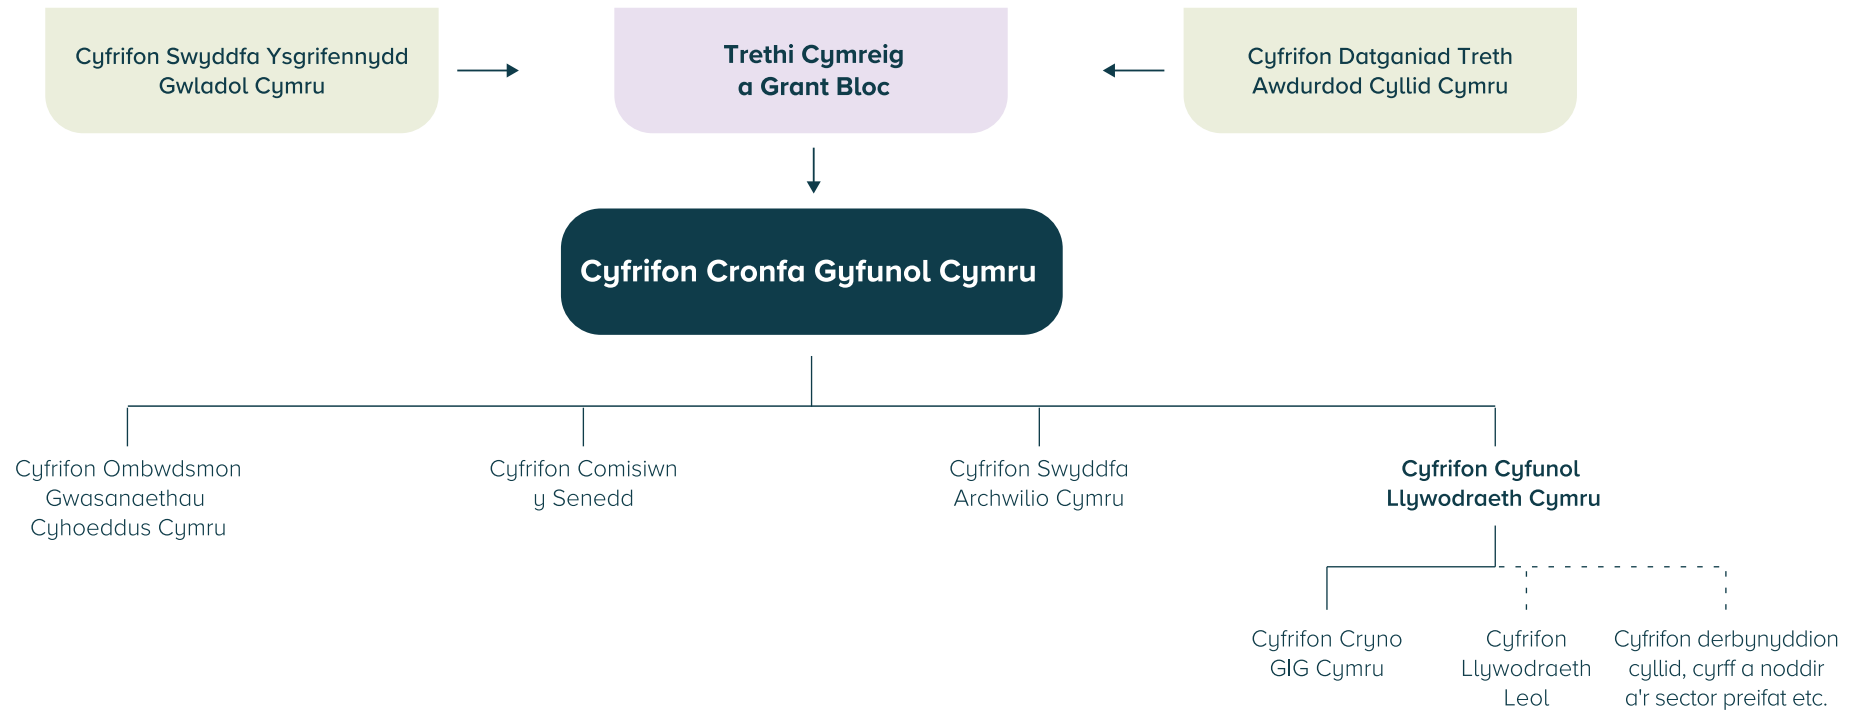 Cyfrifon Swyddfa Ysgrifennydd
Gwladol Cymru
Trethi Cymreig
a Grant Bloc
Cyfrifon Datganiad Treth
Awdurdod Cyllid Cymru
Cyfrifon Cronfa Gyfunol Cymru
Cyfrifon Ombwdsmon
Gwasanaethau
Cyhoeddus Cymru
Cyfrifon Comisiwn
y Senedd
Cyfrifon Swyddfa
Archwilio Cymru
Cyfrifon Cyfunol
Llywodraeth Cymru
Cyfrifon Cryno
GIG Cymru
Cyfrifon
Llywodraeth
Leol
Cyfrifon derbynyddion
cyllid, cyrff a noddir
a'r sector preifat etc.